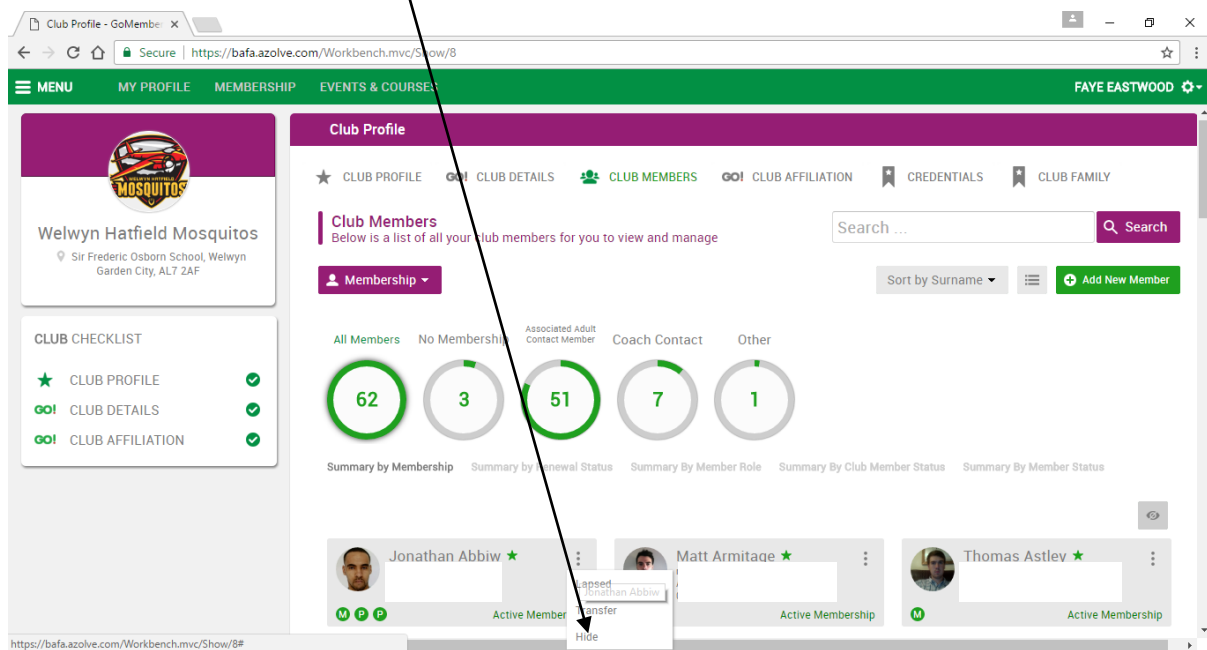 Club Profile - GoMembe
Secure | https://bafa.azolve.com/Workbench.mvc/Show/8
MENU MY PROFILE MEMBERSHIP EVENTS & COURSES FAYE EASTWOOD
MOSQUITOS
Welwyn Hatfield Mosquitos
Sir Frederic Osborn School, Welwyn
Garden City, AL7 2AF
CLUB CHECKLIST
CLUB PROFILE
GO! CLUB DETAILS
GO! CLUB AFFILIATION
Club Profile
CLUB PROFILE GO! CLUB DETAILS CLUB MEMBERS GO! CLUB AFFILIATION CREDENTIALS CLUB FAMILY
Club Members
Below is a list of all your club members for you to view and manage
Search ... Search
Membership Sort by Surname Add New Member
All Members No Membership Associated Adult Contact Member Coach Contact Other
62 3 51 7 1
Summary by Membership Summary by Renewal Status Summary By Member Role Summary By Club Member Status Summary By Member Status
Jonathan Abbiw Matt Armitage Thomas Astley
Lapsed
Jonathan Abbiw
Transfer
Hide
M P P Active Member Active Membership M Active Membership
https://bafa.azolve.com/Workbench.mvc/Show/8#